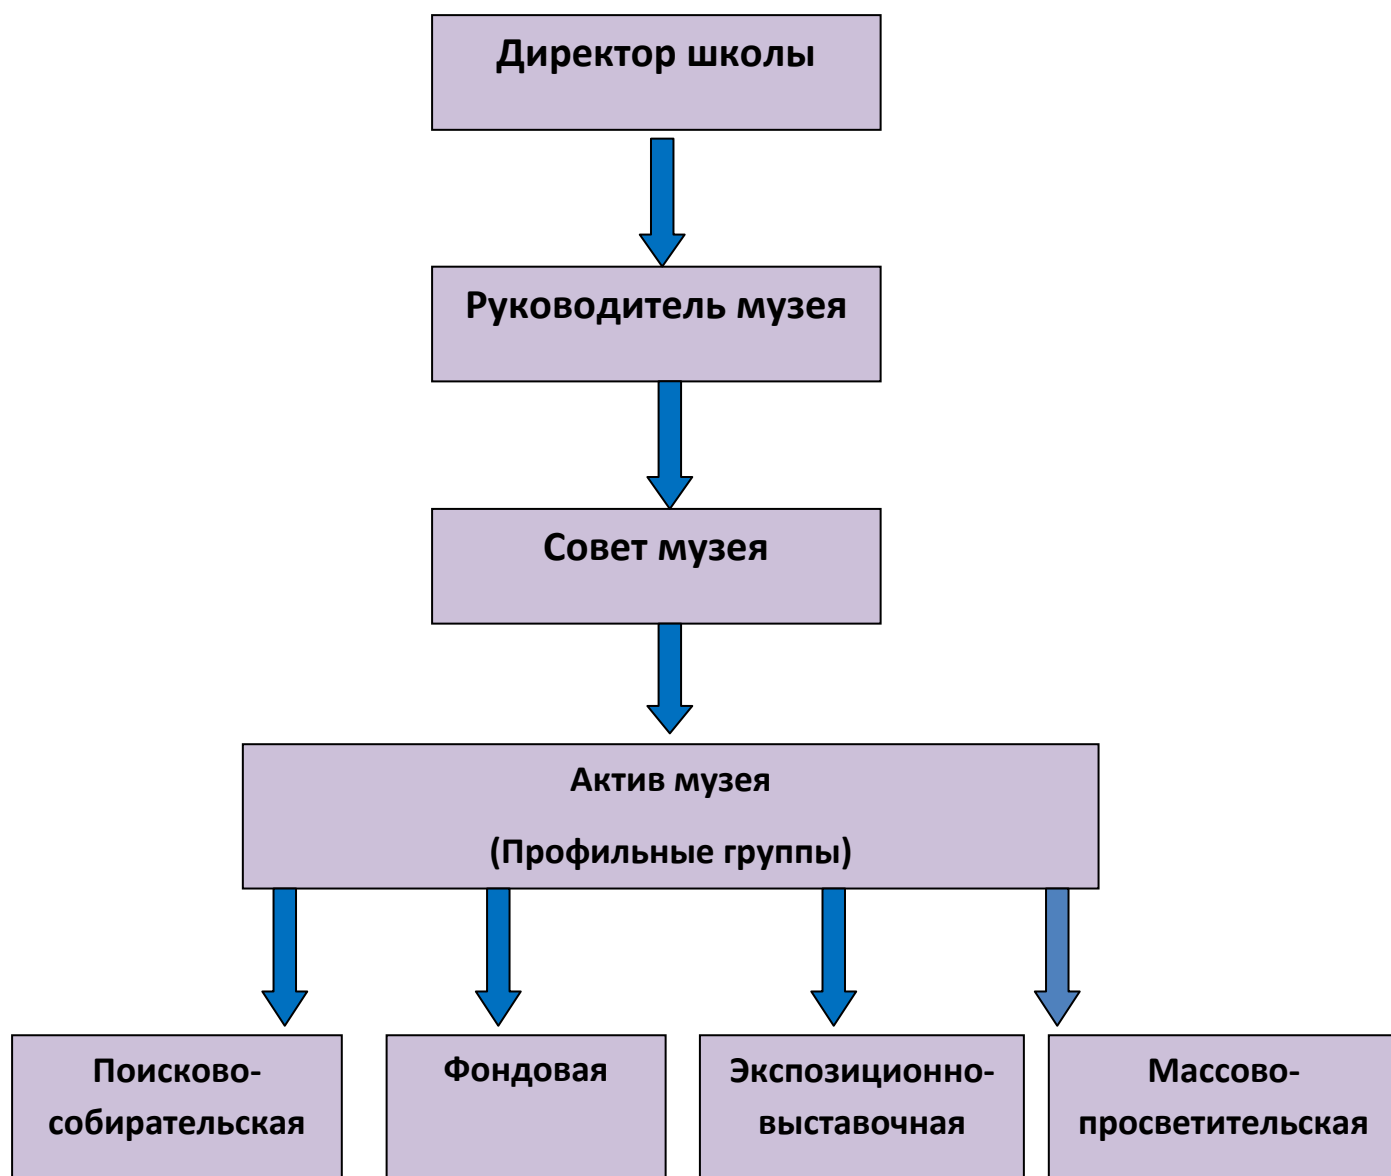 Директор школы
Руководитель музея
Совет музея
Актив музея
(Профильные группы)
Поисково-
собирательская
Фондовая
Экспозиционно-
выставочная
Массово-
просветительская